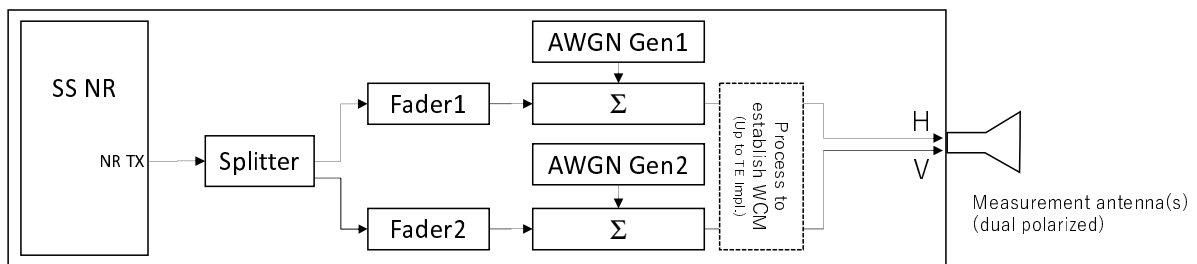 SS NR
NR TX
Splitter
Fader1
Fader2
AWGN Gen1
Σ
AWGN Gen2
Σ
Process to
establish WCM
(Up to TE Impl.)
H
V
Measurement antenna(s)
(dual polarized)